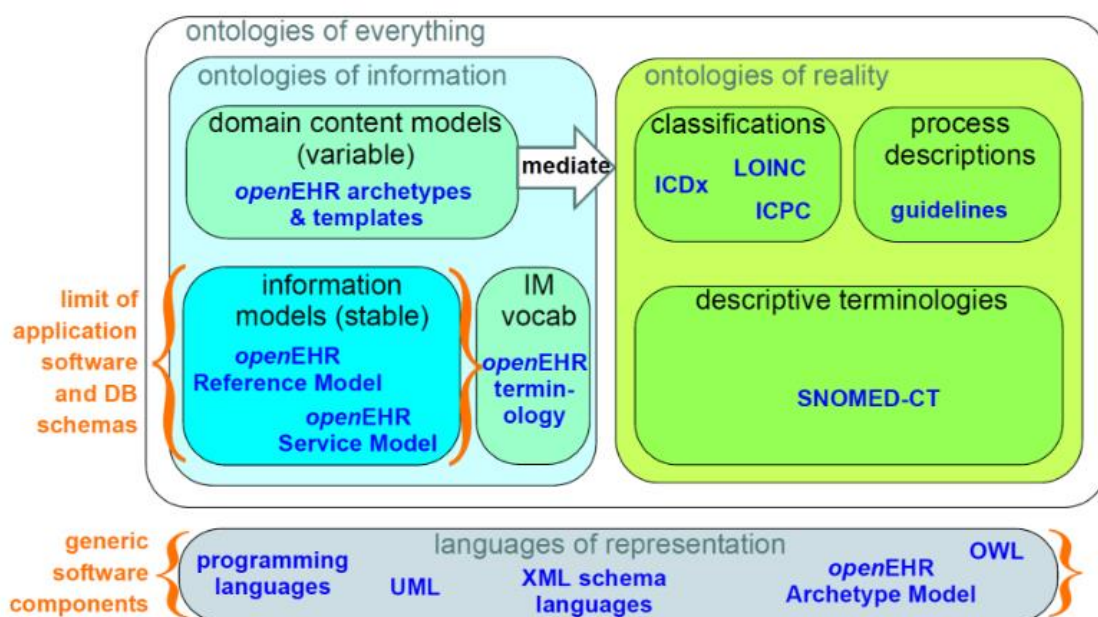 ontologies of everything
ontologies of information
domain content models
(variable)
openEHR archetypes
& templates
mediate
ontologies of reality
classifications
ICDx
LOINC
ICPC
process
descriptions
guidelines
limit of
application
software
and DB
schemas
information
models (stable)
openEHR
Reference Model
openEHR
Service Model
IM
vocab
openEHR
termin-
ology
descriptive terminologies
SNOMED-CT
generic
software
components
languages of representation
programming
languages
UML
XML schema
languages
openEHR
Archetype Model
OWL